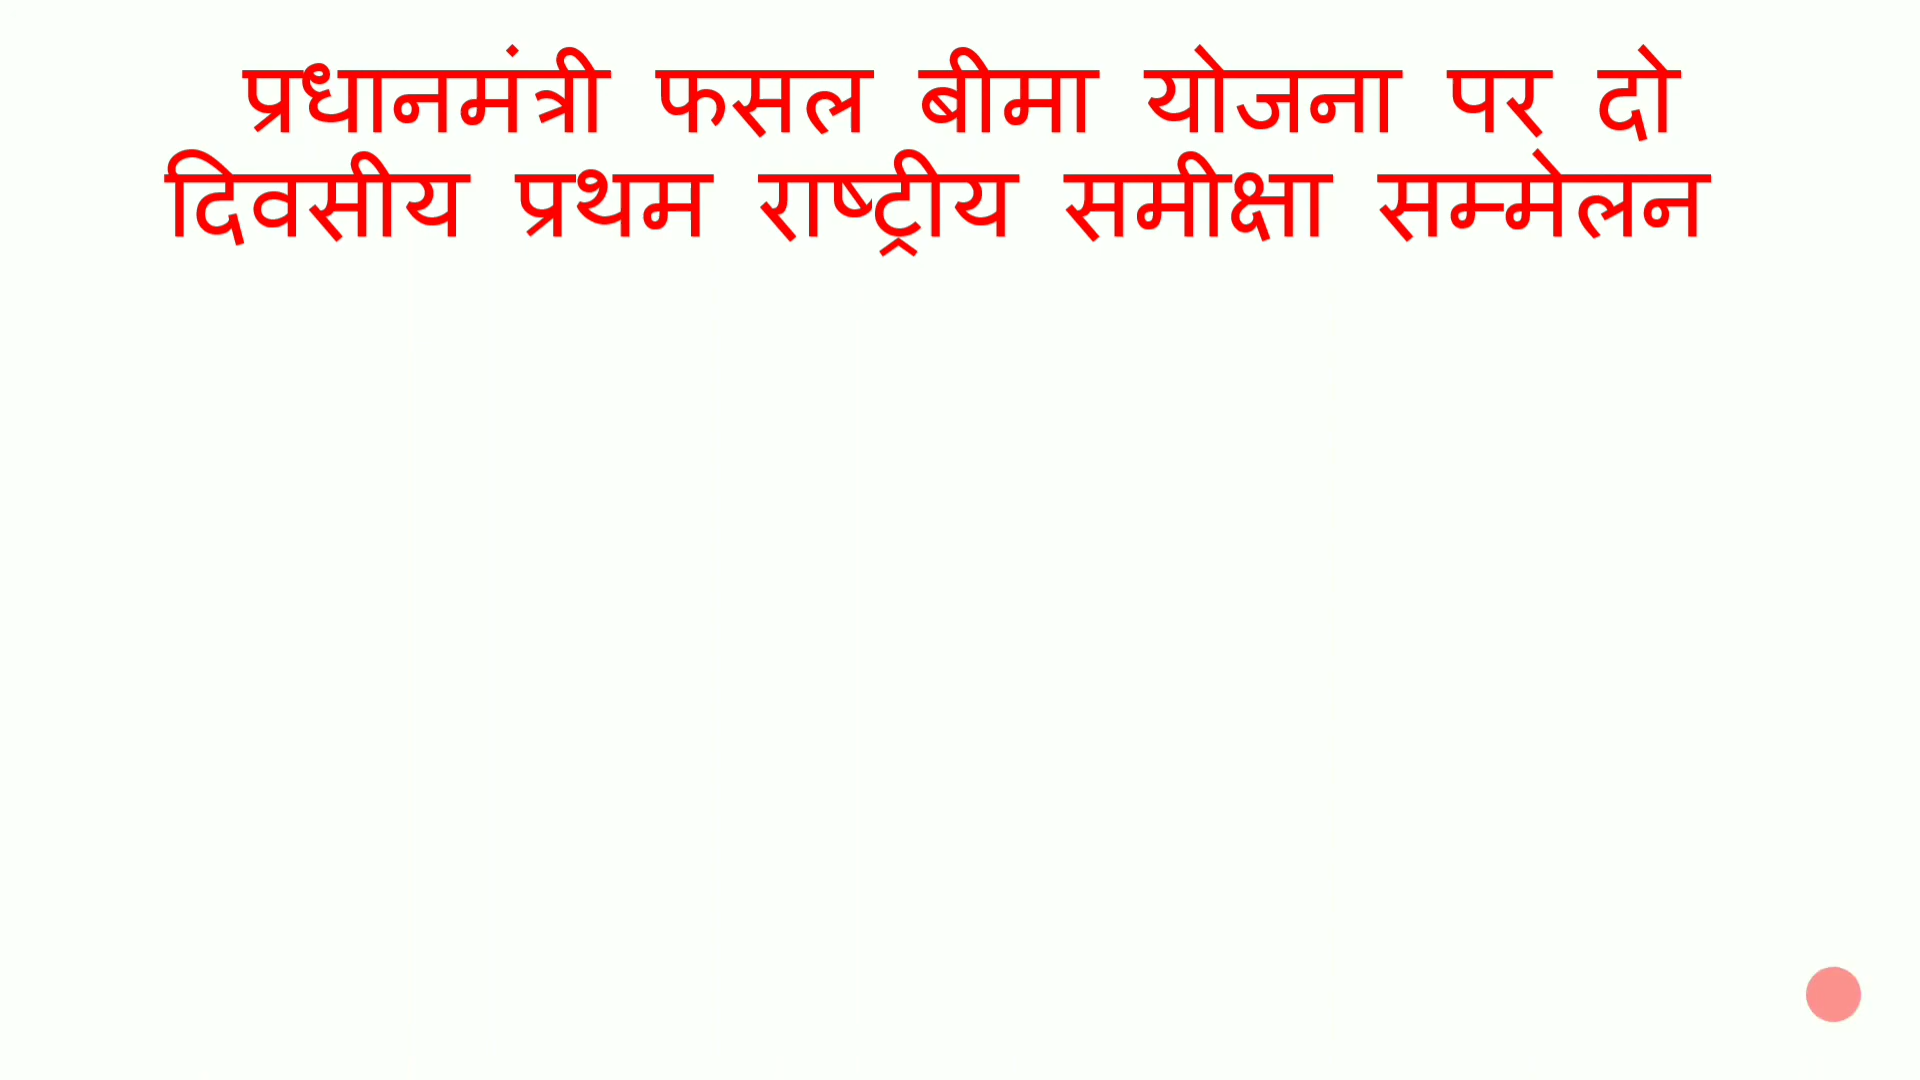 प्रधानमंत्री फसल बीमा योजना पर दो
दिवसीय प्रथम राष्ट्रीय समीक्षा सम्मेलन